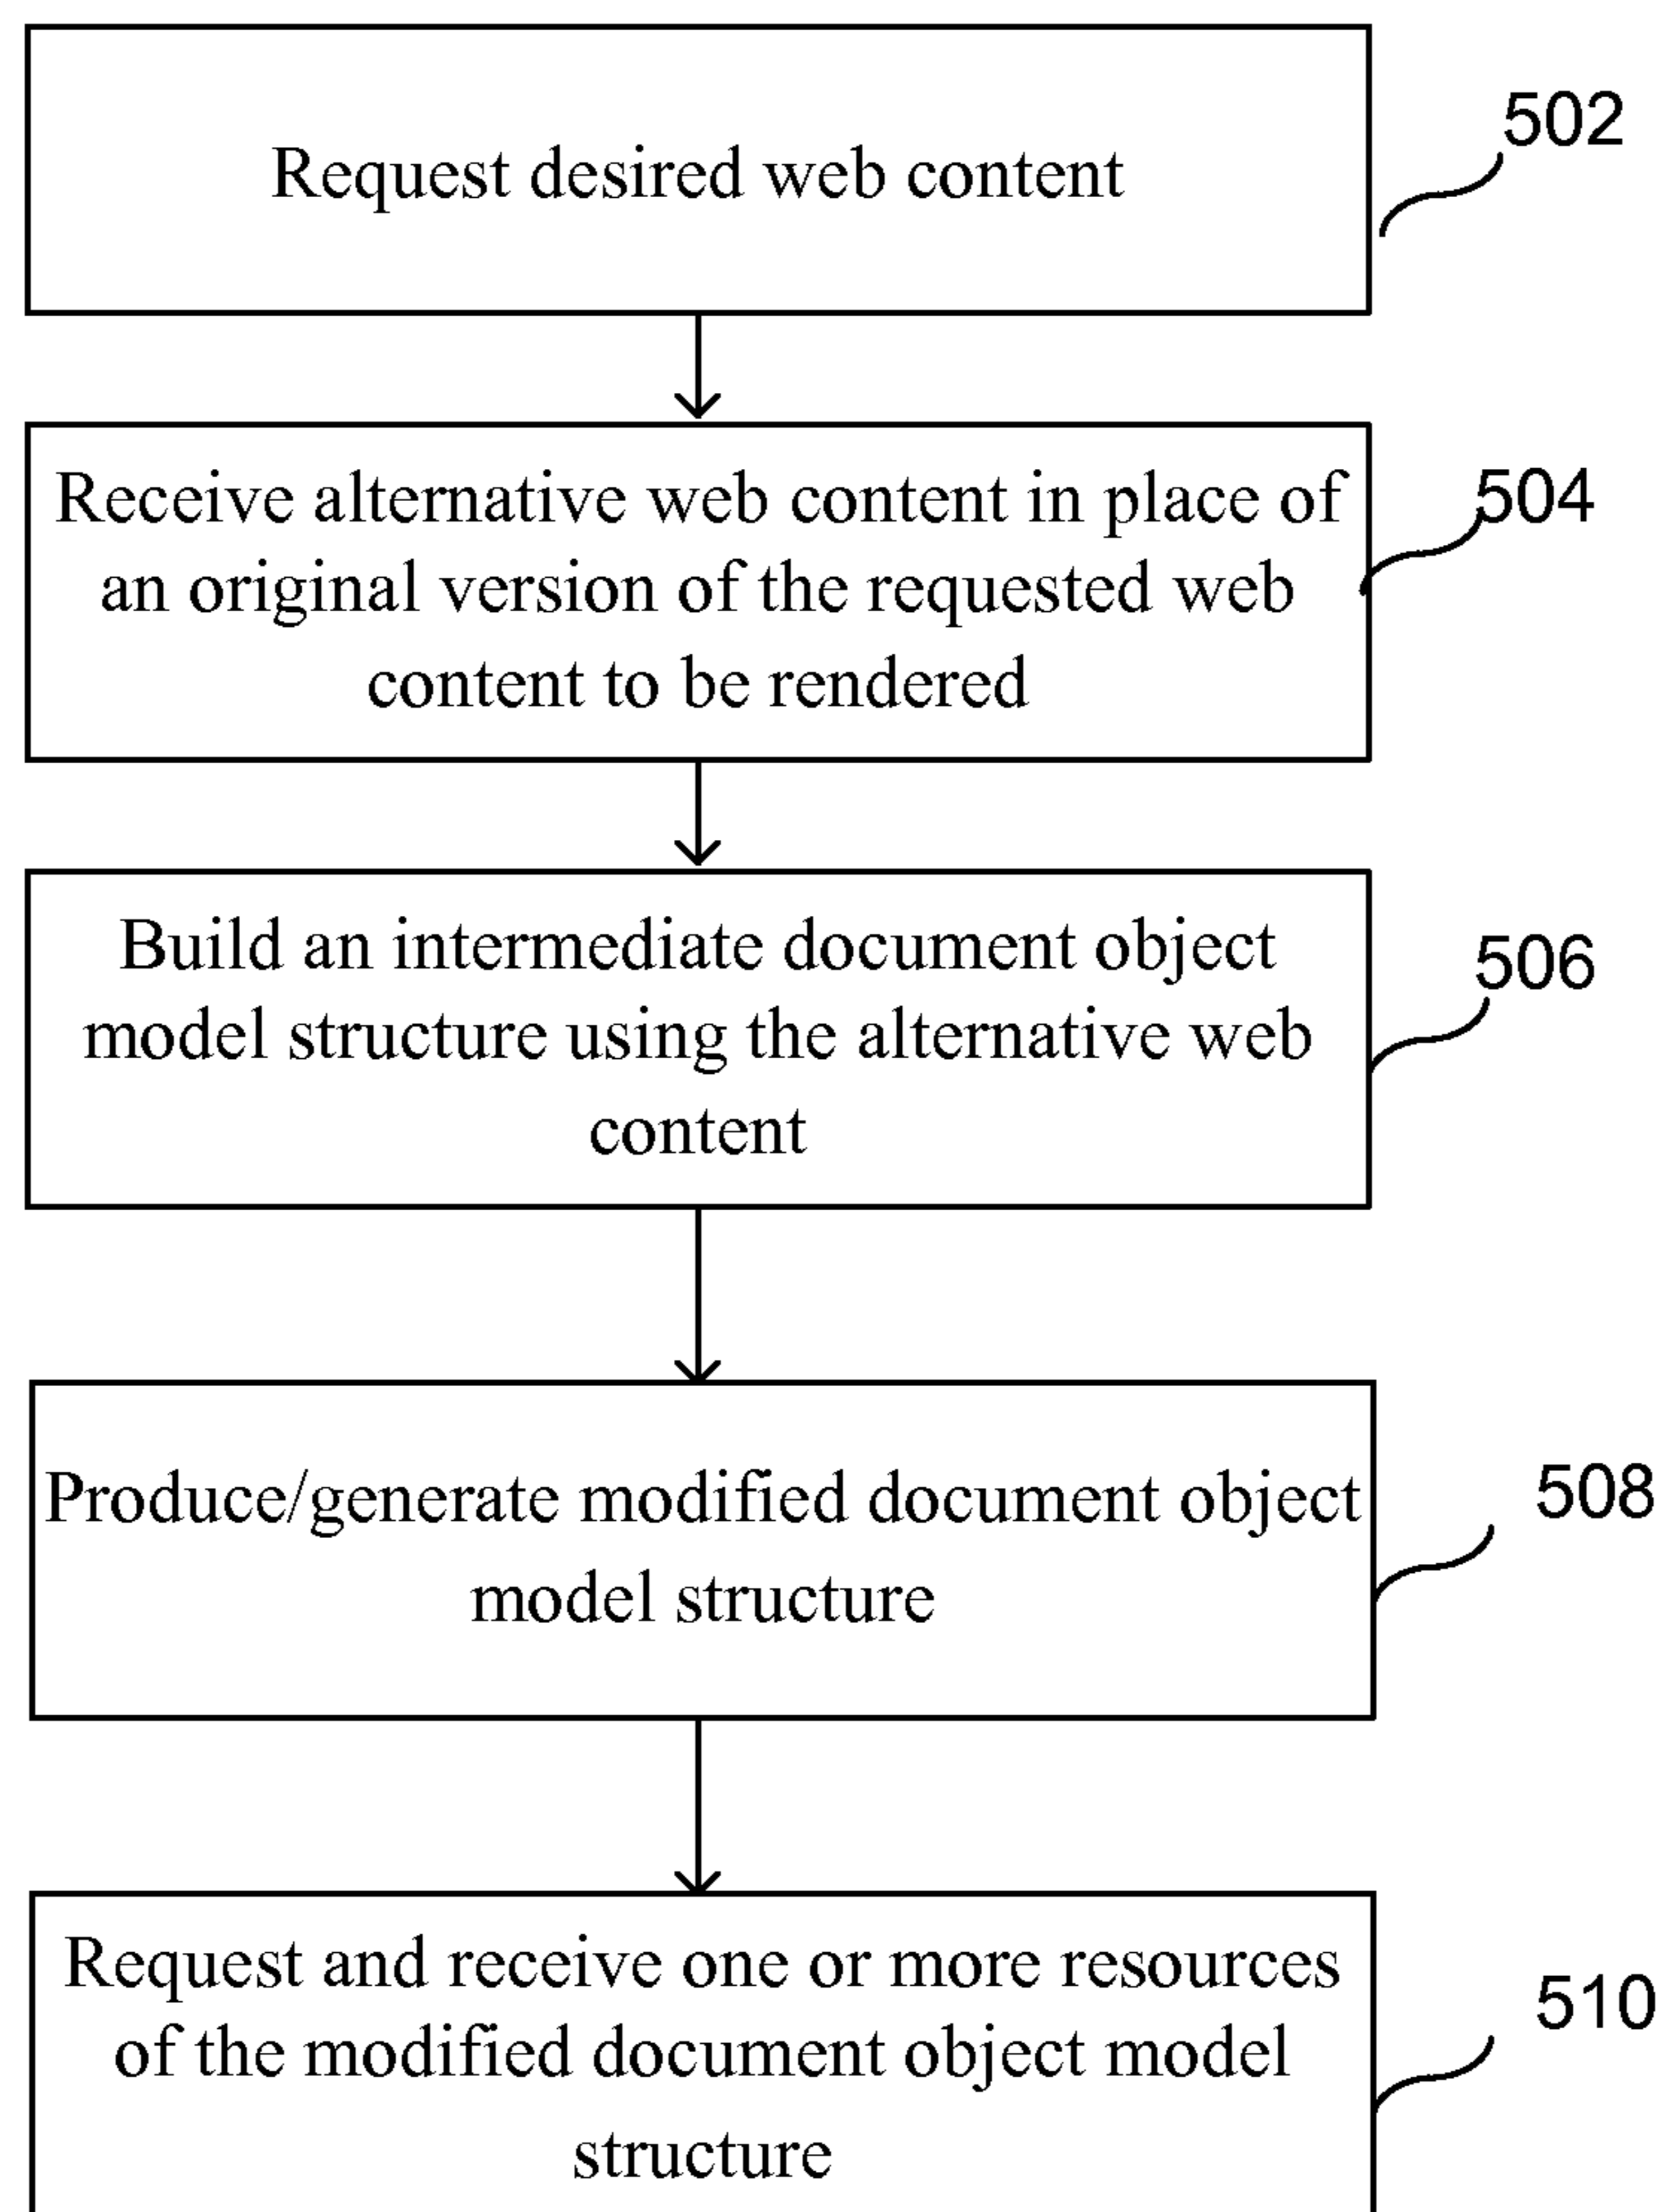 Request desired web content
502
Receive alternative web content in place of
an original version of the requested web
content to be rendered
504
Build an intermediate document object
model structure using the alternative web
content
506
Produce/generate modified document object
model structure
508
Request and receive one or more resources
of the modified document object model
structure
510